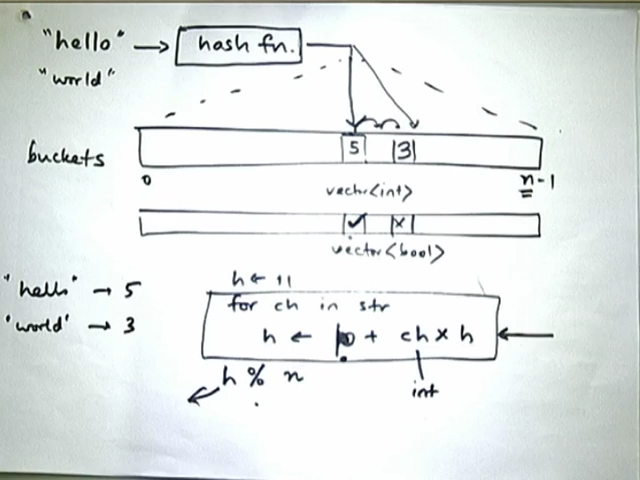 "hello" → hash fn.
"world"
5 3
buckets
0 n-1
vector<int>
✓ x
vector<bool>
"hello" → 5
"world" → 3
h ← 11
for ch in str
h ← + ch × h
h % n
int